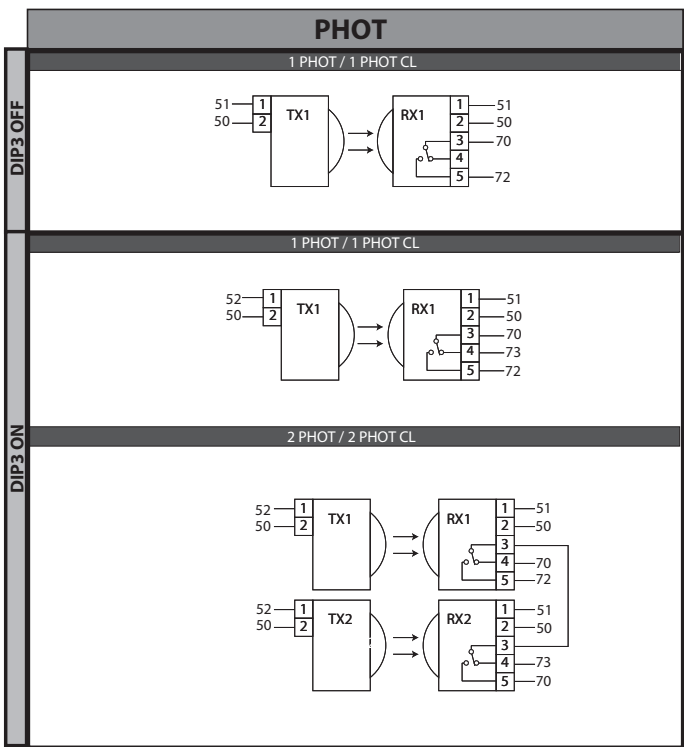 PHOT
DIP3 OFF
1 PHOT / 1 PHOT CL
51 1 TX1 RX1 1 51
50 2 2 50
3 70
4
5 72
DIP3 ON
1 PHOT / 1 PHOT CL
52 1 TX1 RX1 1 51
50 2 2 50
3 70
4 73
5 72
2 PHOT / 2 PHOT CL
52 1 TX1 RX1 1 51
50 2 2 50
3
4 70
5 72
52 1 TX2 RX2 1 51
50 2 2 50
3
4 73
5 70